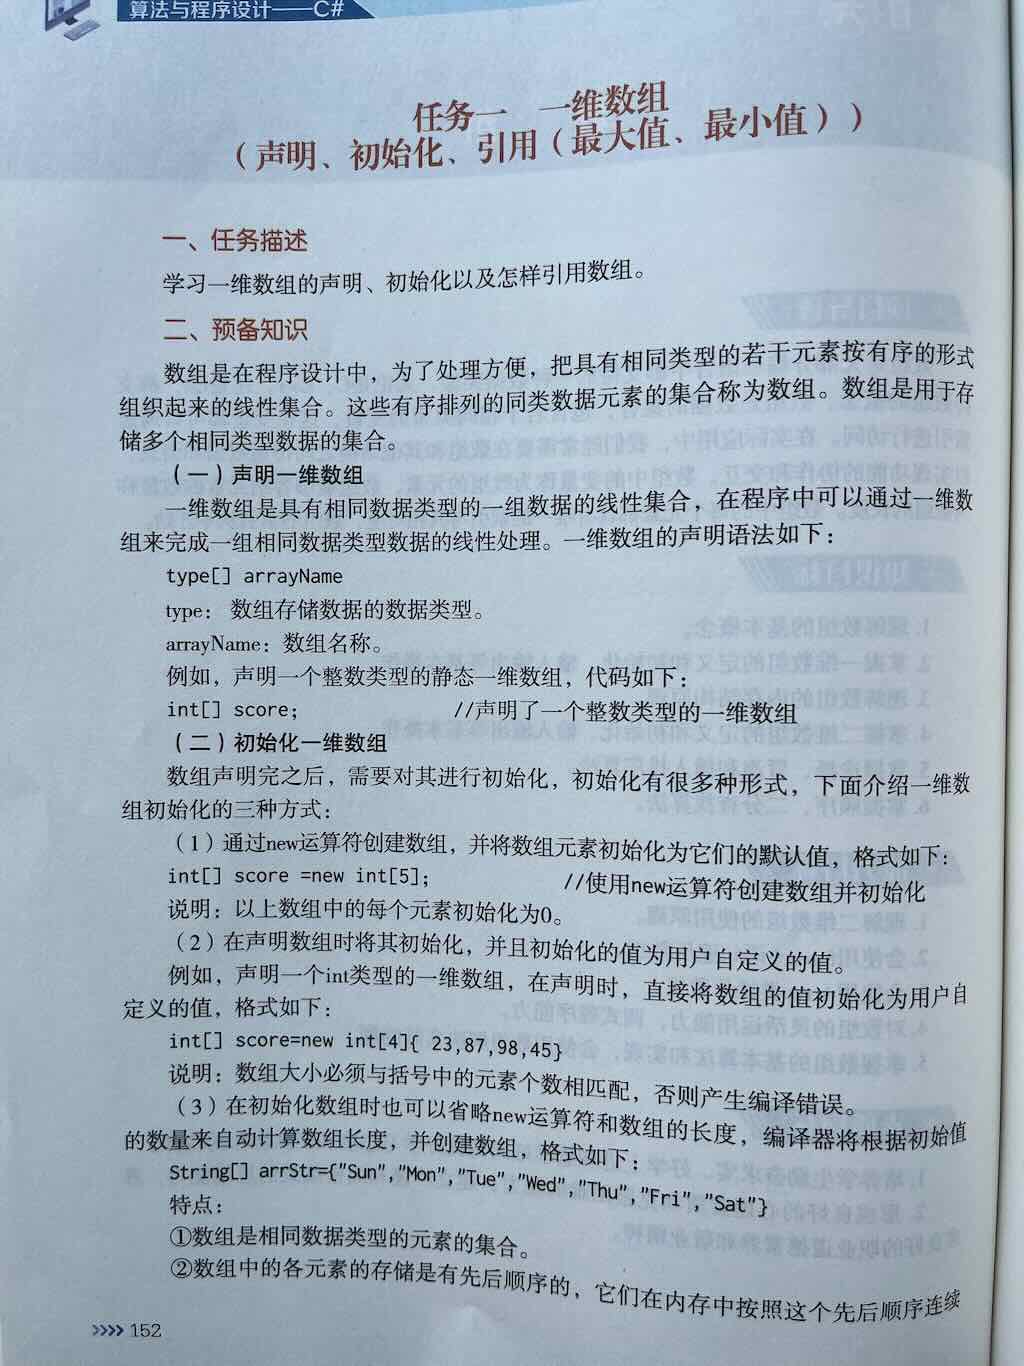 算法与程序设计——C#
任务一 一维数组
（声明、初始化、引用（最大值、最小值））
一、任务描述
学习一维数组的声明、初始化以及怎样引用数组。
二、预备知识
数组是在程序设计中，为了处理方便，把具有相同类型的若干元素按有序的形式
组织起来的线性集合。这些有序排列的同类数据元素的集合称为数组。数组是用于存
储多个相同类型数据的集合。
（一）声明一维数组
一维数组是具有相同数据类型的一组数据的线性集合，在程序中可以通过一维数
组来完成一组相同数据类型数据的线性处理。一维数组的声明语法如下：
type[] arrayName
type：数组存储数据的数据类型。
arrayName：数组名称。
例如，声明一个整数类型的静态一维数组，代码如下：
int[] score; //声明了一个整数类型的一维数组
（二）初始化一维数组
数组声明完之后，需要对其进行初始化，初始化有很多种形式，下面介绍一维数
组初始化的三种方式：
（1）通过new运算符创建数组，并将数组元素初始化为它们的默认值，格式如下：
int[] score =new int[5]; //使用new运算符创建数组并初始化
说明：以上数组中的每个元素初始化为0。
（2）在声明数组时将其初始化，并且初始化的值为用户自定义的值。
例如，声明一个int类型的一维数组，在声明时，直接将数组的值初始化为用户自
定义的值，格式如下：
int[] score=new int[4]{ 23,87,98,45}
说明：数组大小必须与括号中的元素个数相匹配，否则产生编译错误。
（3）在初始化数组时也可以省略new运算符和数组的长度，编译器将根据初始值
的数量来自动计算数组长度，并创建数组，格式如下：
String[] arrStr={"Sun","Mon","Tue","Wed","Thu","Fri","Sat"}
特点：
①数组是相同数据类型的元素的集合。
②数组中的各元素的存储是有先后顺序的，它们在内存中按照这个先后顺序连续
»»» 152